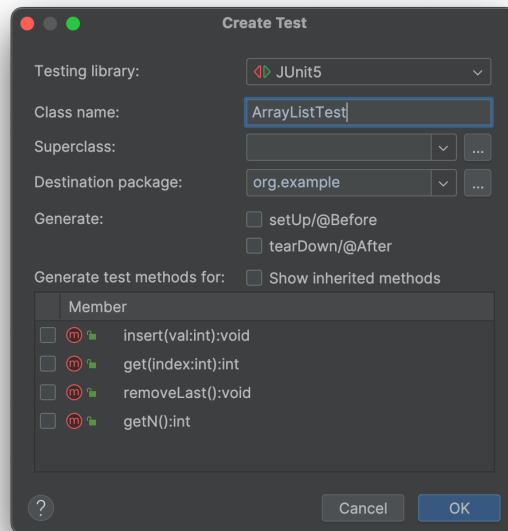 Create Test
Testing library:
JUnit5
Class name:
ArrayListTest
Superclass:
...
Destination package:
org.example
...
Generate:
setUp/@Before
tearDown/@After
Generate test methods for:
Show inherited methods
Member
m insert(val:int):void
m get(index:int):int
m removeLast():void
m getN():int
?
Cancel
OK